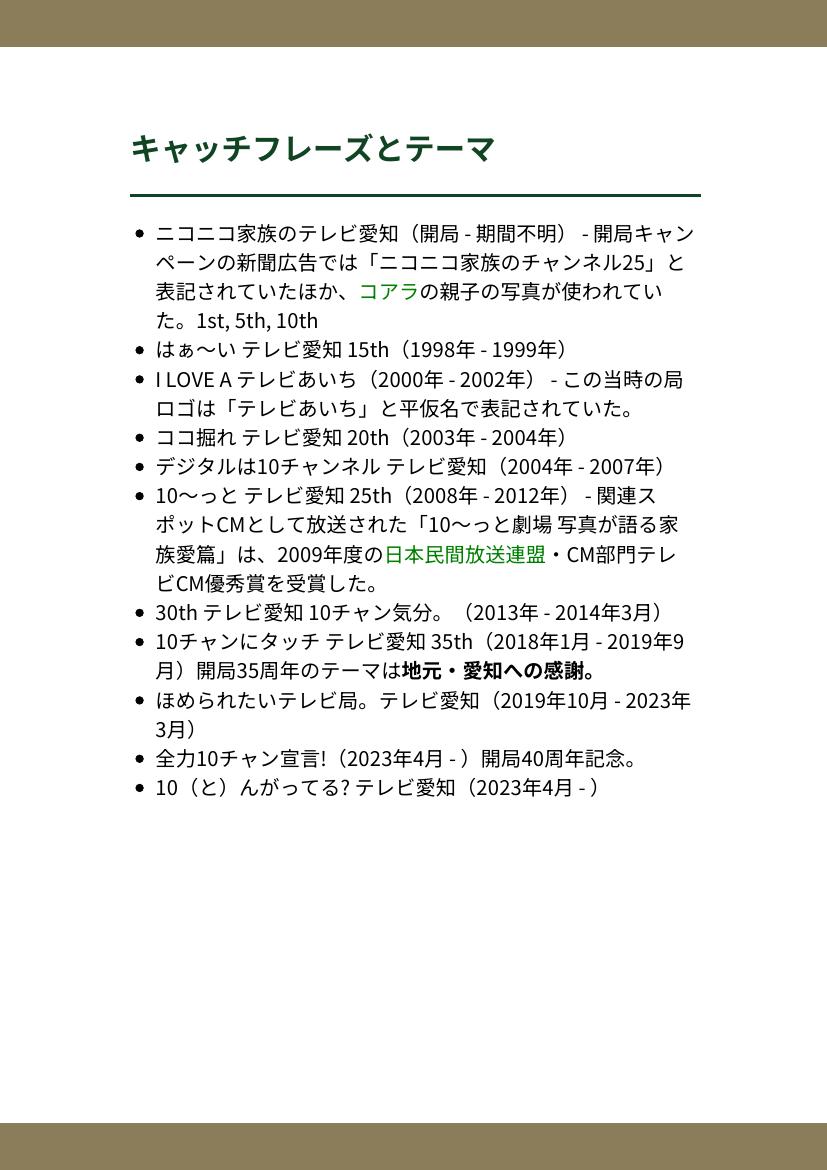 キャッチフレーズとテーマ
ニコニコ家族のテレビ愛知（開局 - 期間不明） - 開局キャン
ペーンの新聞広告では「ニコニコ家族のチャンネル25」と
表記されていたほか、コアラの親子の写真が使われてい
た。1st, 5th, 10th
はぁ〜い テレビ愛知 15th（1998年 - 1999年）
I LOVE A テレビあいち（2000年 - 2002年） - この当時の局
ロゴは「テレビあいち」と平仮名で表記されていた。
ココ掘れ テレビ愛知 20th（2003年 - 2004年）
デジタルは10チャンネル テレビ愛知（2004年 - 2007年）
10〜っと テレビ愛知 25th（2008年 - 2012年） - 関連ス
ポットCMとして放送された「10〜っと劇場 写真が語る家
族愛篇」は、2009年度の日本民間放送連盟・CM部門テレ
ビCM優秀賞を受賞した。
30th テレビ愛知 10チャン気分。（2013年 - 2014年3月）
10チャンにタッチ テレビ愛知 35th（2018年1月 - 2019年9
月）開局35周年のテーマは地元・愛知への感謝。
ほめられたいテレビ局。テレビ愛知（2019年10月 - 2023年
3月）
全力10チャン宣言!（2023年4月 - ）開局40周年記念。
10（と）んがってる? テレビ愛知（2023年4月 - ）